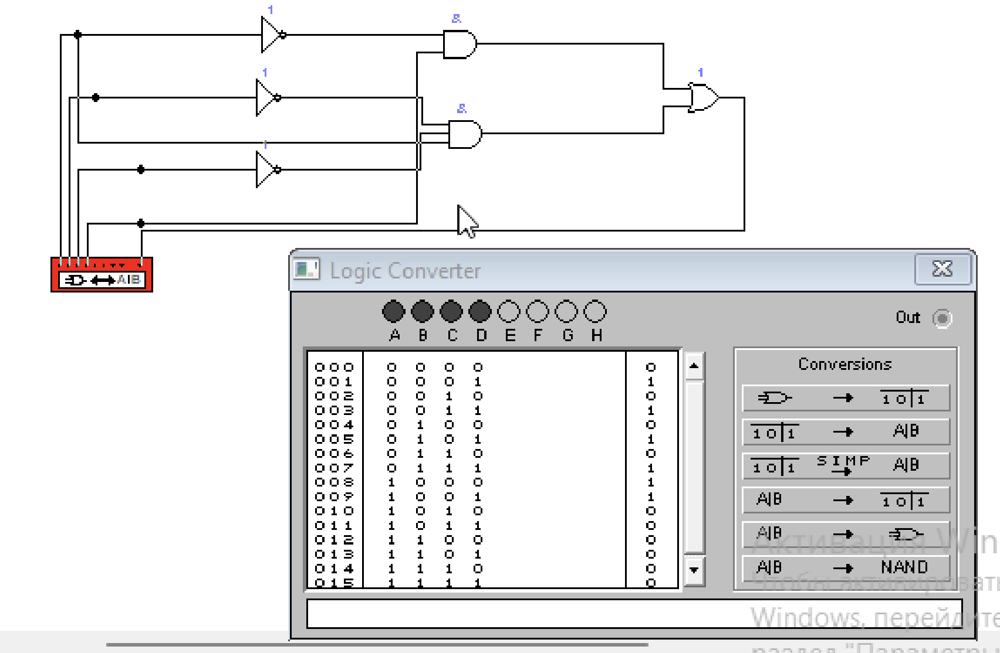 1
&
1
1
&
1
1
A|B
Logic Converter
Out
A B C D E F G H
000 0 0 0 0 0
001 0 0 0 1 1
002 0 0 1 0 0
003 0 0 1 1 1
004 0 1 0 0 0
005 0 1 0 1 1
006 0 1 1 0 0
007 0 1 1 1 1
008 1 0 0 0 1
009 1 0 0 1 1
010 1 0 1 0 0
011 1 0 1 1 0
012 1 1 0 0 0
013 1 1 0 1 0
014 1 1 1 0 0
015 1 1 1 1 0
Conversions
→ 1 0|1
1 0|1 → A|B
1 0|1 SIMP → A|B
A|B → 1 0|1
A|B →
A|B → NAND
Активация Win
Чтобы активировать
Windows, перейдите
раздел "Параметры